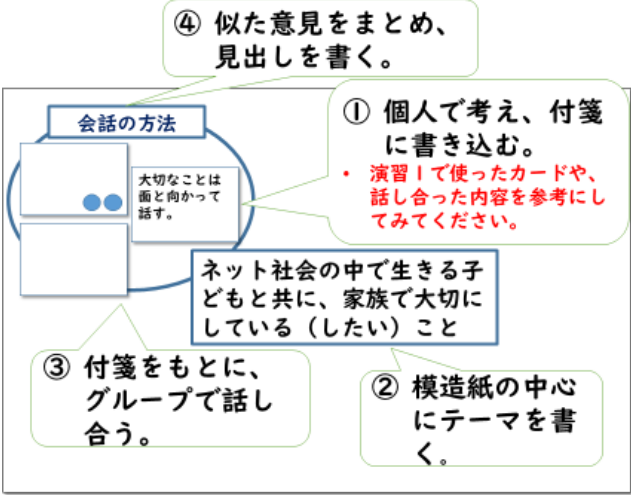 ④ 似た意見をまとめ、
見出しを書く。
会話の方法
① 個人で考え、付箋
に書き込む。
• 演習1で使ったカードや、
話し合った内容を参考にし
てみてください。
大切なことは
面と向かって
話す。
ネット社会の中で生きる子
どもと共に、家族で大切に
している（したい）こと
③ 付箋をもとに、
グループで話し
合う。
② 模造紙の中心
にテーマを書
く。